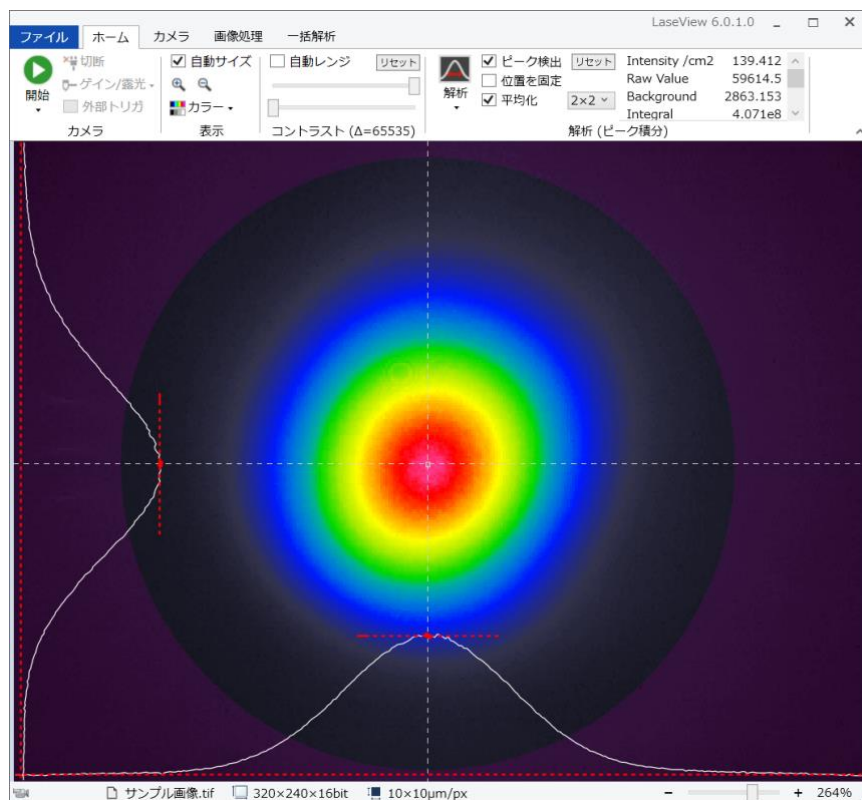 LaseView 6.0.1.0
ファイル ホーム カメラ 画像処理 一括解析
開始
切断
ゲイン/露光
外部トリガ
カメラ
自動サイズ
カラー
表示
自動レンジ リセット
コントラスト (Δ=65535)
解析
ピーク検出 リセット
位置を固定
平均化 2×2
Intensity /cm2 139.412
Raw Value 59614.5
Background 2863.153
Integral 4.071e8
解析 (ピーク積分)
サンプル画像.tif 320×240×16bit 10×10μm/px − + 264%